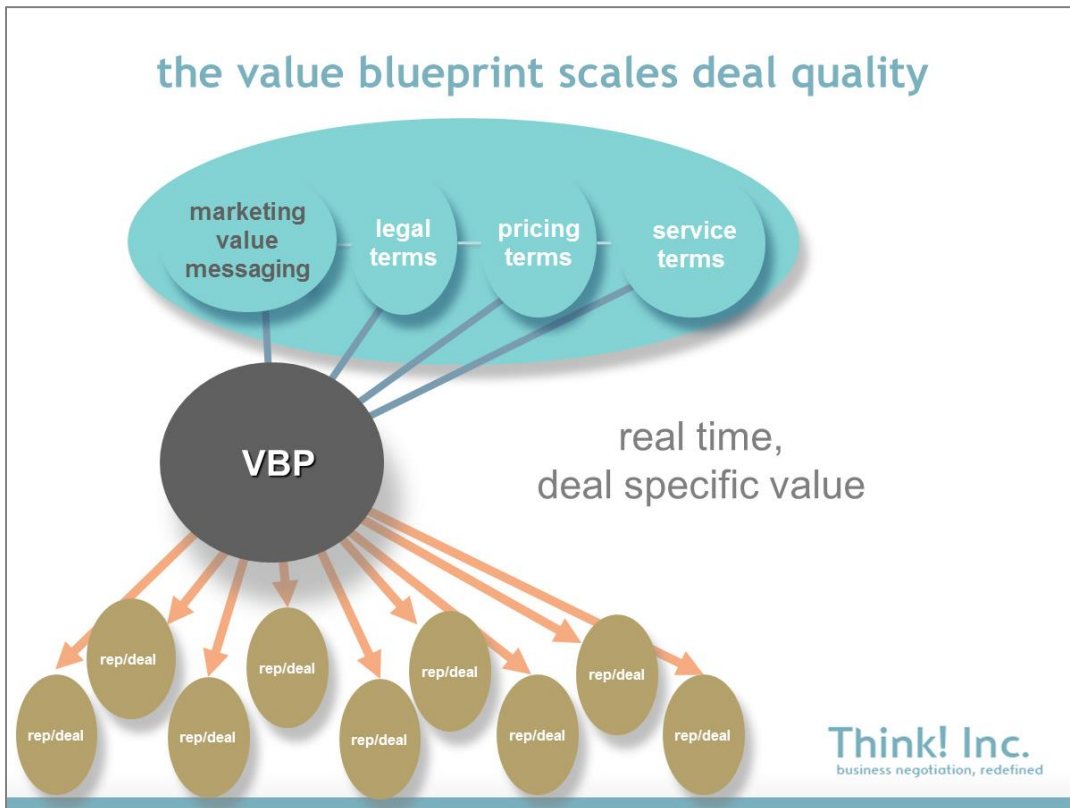 the value blueprint scales deal quality
marketing
value
messaging
legal
terms
pricing
terms
service
terms
VBP
real time,
deal specific value
rep/deal
rep/deal
rep/deal
rep/deal
rep/deal
rep/deal
rep/deal
rep/deal
rep/deal
Think! Inc.
business negotiation, redefined